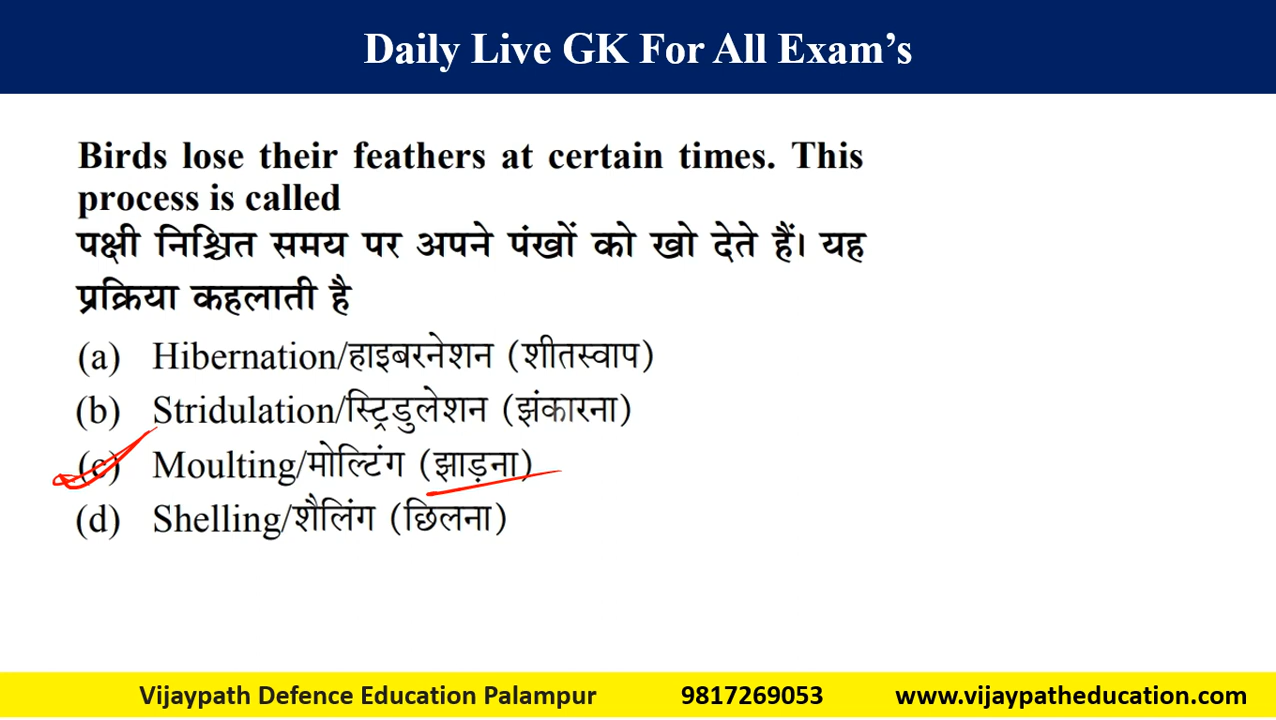 Daily Live GK For All Exam’s
Birds lose their feathers at certain times. This
process is called
पक्षी निश्चित समय पर अपने पंखों को खो देते हैं। यह
प्रक्रिया कहलाती है
(a) Hibernation/हाइबरनेशन (शीतस्वाप)
(b) Stridulation/स्ट्रिडुलेशन (झंकारना)
(c) Moulting/मोल्टिंग (झाड़ना)
(d) Shelling/शैलिंग (छिलना)
Vijaypath Defence Education Palampur 9817269053 www.vijaypatheducation.com